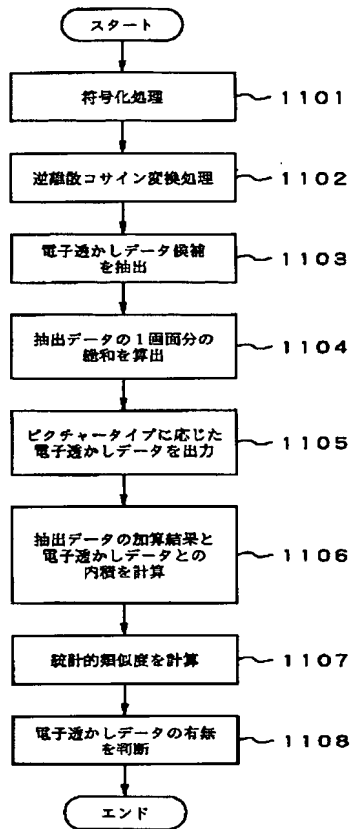 スタート
符号化処理
1101
逆離散コサイン変換処理
1102
電子透かしデータ候補
を抽出
1103
抽出データの1画面分の
総和を算出
1104
ピクチャータイプに応じた
電子透かしデータを出力
1105
抽出データの加算結果と
電子透かしデータとの
内積を計算
1106
統計的類似度を計算
1107
電子透かしデータの有無
を判断
1108
エンド